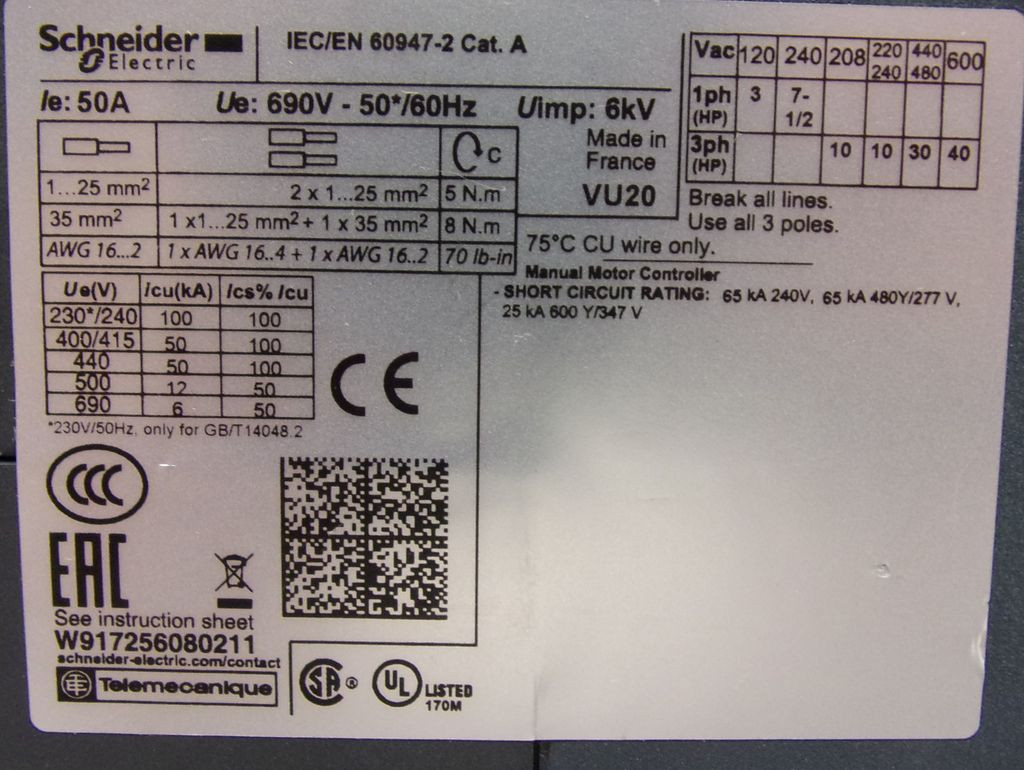 Schneider Electric
IEC/EN 60947-2 Cat. A
Ie: 50A Ue: 690V - 50*/60Hz Uimp: 6kV
C
1...25 mm² 2 x 1...25 mm² 5 N.m
35 mm² 1 x1...25 mm² + 1 x 35 mm² 8 N.m
AWG 16..2 1 x AWG 16..4 + 1 x AWG 16..2 70 lb-in
Made in
France
VU20
Vac 120 240 208 220 240 440 480 600
1ph (HP) 3 7-1/2
3ph (HP) 10 10 30 40
Break all lines.
Use all 3 poles.
75°C CU wire only.
Manual Motor Controller
- SHORT CIRCUIT RATING: 65 kA 240V, 65 kA 480Y/277 V,
25 kA 600 Y/347 V
Ue(V) Icu(kA) Ics% Icu
230*/240 100 100
400/415 50 100
440 50 100
500 12 50
690 6 50
*230V/50Hz, only for GB/T14048.2
CE
CCC
EAC
See instruction sheet
W917256080211
schneider-electric.com/contact
Telemecanique
SA ®
UL LISTED
170M